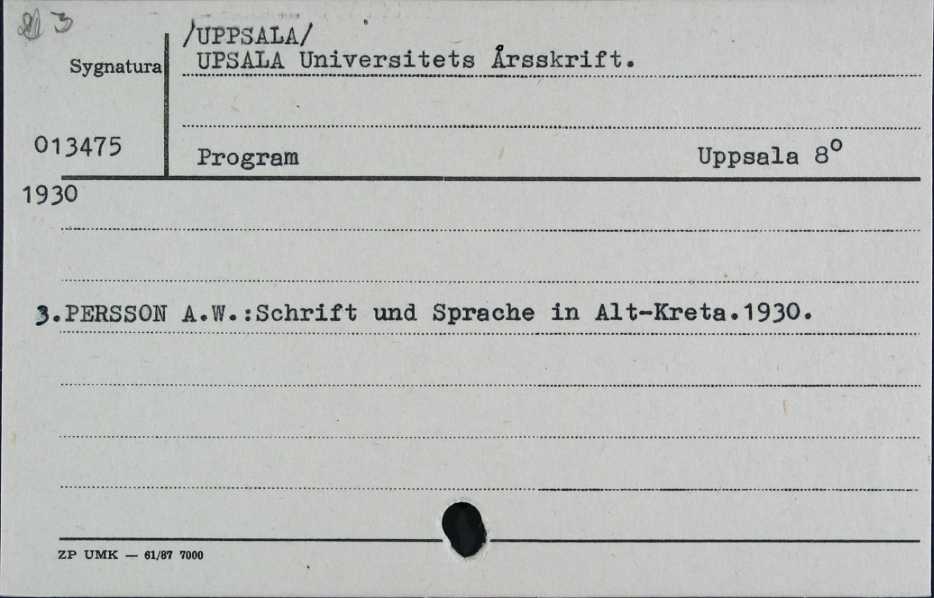 3
/UPPSALA/
Sygnatura UPSALA Universitets Årsskrift.
013475 Program Uppsala 8°
1930
3.PERSSON A.W.:Schrift und Sprache in Alt-Kreta.1930.
ZP UMK — 61/87 7000